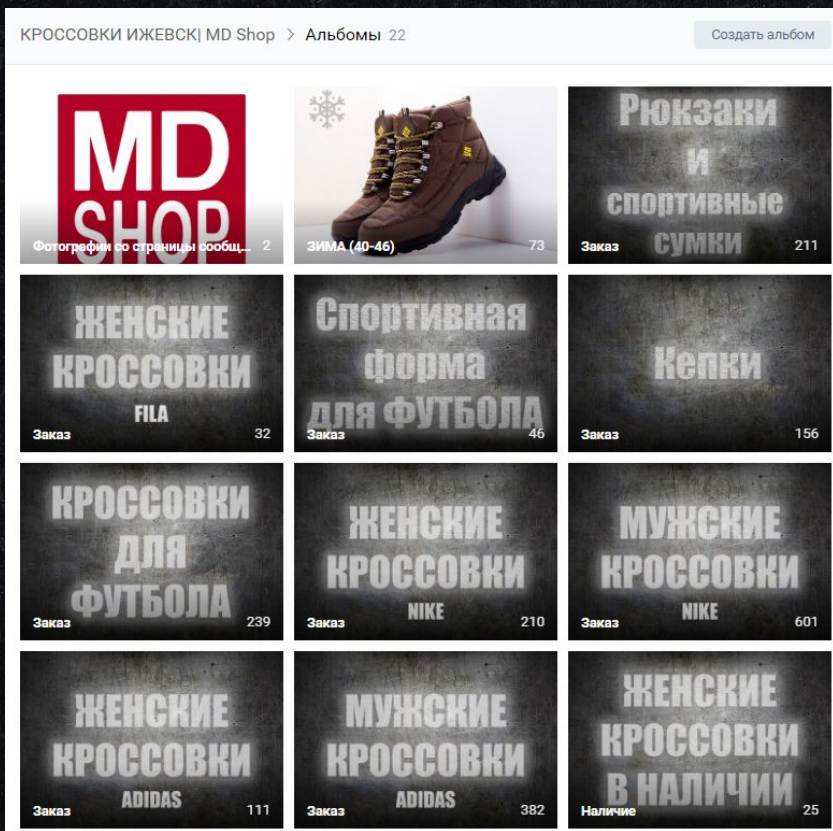 КРОССОВКИ ИЖЕВСК| MD Shop > Альбомы 22
Создать альбом
MD
SHOP
Фотографии со страницы сообщ... 2
ЗИМА (40-46) 73
Рюкзаки
и
спортивные
сумки
Заказ 211
ЖЕНСКИЕ
КРОССОВКИ
FILA
Заказ 32
Спортивная
форма
для ФУТБОЛА
Заказ 46
Кепки
Заказ 156
КРОССОВКИ
ДЛЯ
ФУТБОЛА
Заказ 239
ЖЕНСКИЕ
КРОССОВКИ
NIKE
Заказ 210
МУЖСКИЕ
КРОССОВКИ
NIKE
Заказ 601
ЖЕНСКИЕ
КРОССОВКИ
ADIDAS
Заказ 111
МУЖСКИЕ
КРОССОВКИ
ADIDAS
Заказ 382
ЖЕНСКИЕ
КРОССОВКИ
В НАЛИЧИИ
Наличие 25